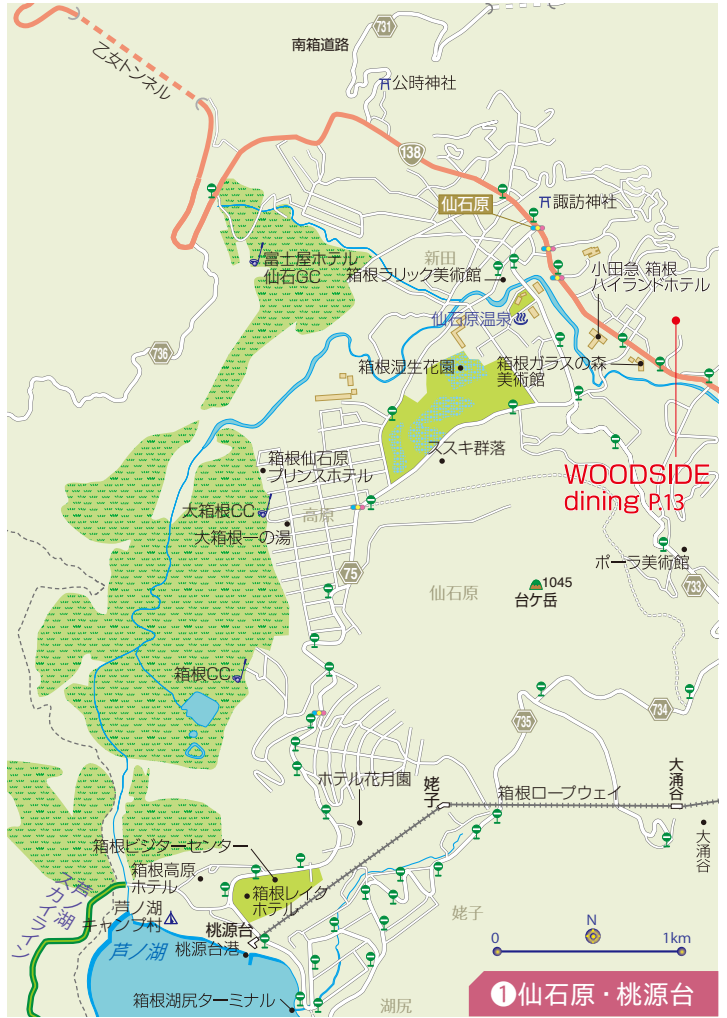 731
南箱道路
乙女トンネル
公時神社
138
仙石原
諏訪神社
富士屋ホテル
仙石GC
新田
箱根ラリック美術館
小田急 箱根
ハイランドホテル
仙石原温泉
736
箱根湿生花園
箱根ガラスの森
美術館
ススキ群落
箱根仙石原
プリンスホテル
WOODSIDE
dining P.13
大箱根CC
高原
大箱根一の湯
ポーラ美術館
75
733
仙石原
1045
台ケ岳
箱根CC
734
735
ホテル花月園
姥子
箱根ロープウェイ
大涌谷
大涌谷
箱根ビジターセンター
箱根高原
ホテル
箱根レイク
ホテル
芦ノ湖
スカイライン
芦ノ湖
キャンプ村
姥子
桃源台
芦ノ湖
桃源台港
N
0
1km
箱根湖尻ターミナル
湖尻
❶仙石原・桃源台